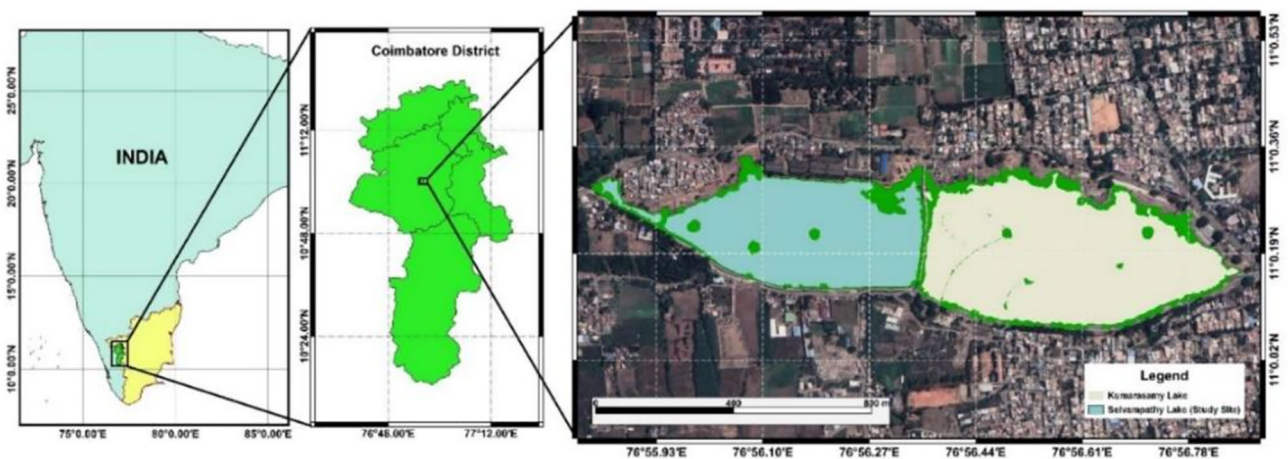 INDIA
25°0.00'N
20°0.00'N
15°0.00'N
10°0.00'N
75°0.00'E 80°0.00'E 85°0.00'E
Coimbatore District
11°12.00'N
10°48.00'N
10°24.00'N
76°48.00'E 77°12.00'E
11°0.53'N
11°0.36'N
11°0.19'N
11°0.02'N
Legend
Kumarasamy Lake
Selvampathy Lake (Study Site)
400 800 m
76°55.93'E 76°56.10'E 76°56.27'E 76°56.44'E 76°56.61'E 76°56.78'E